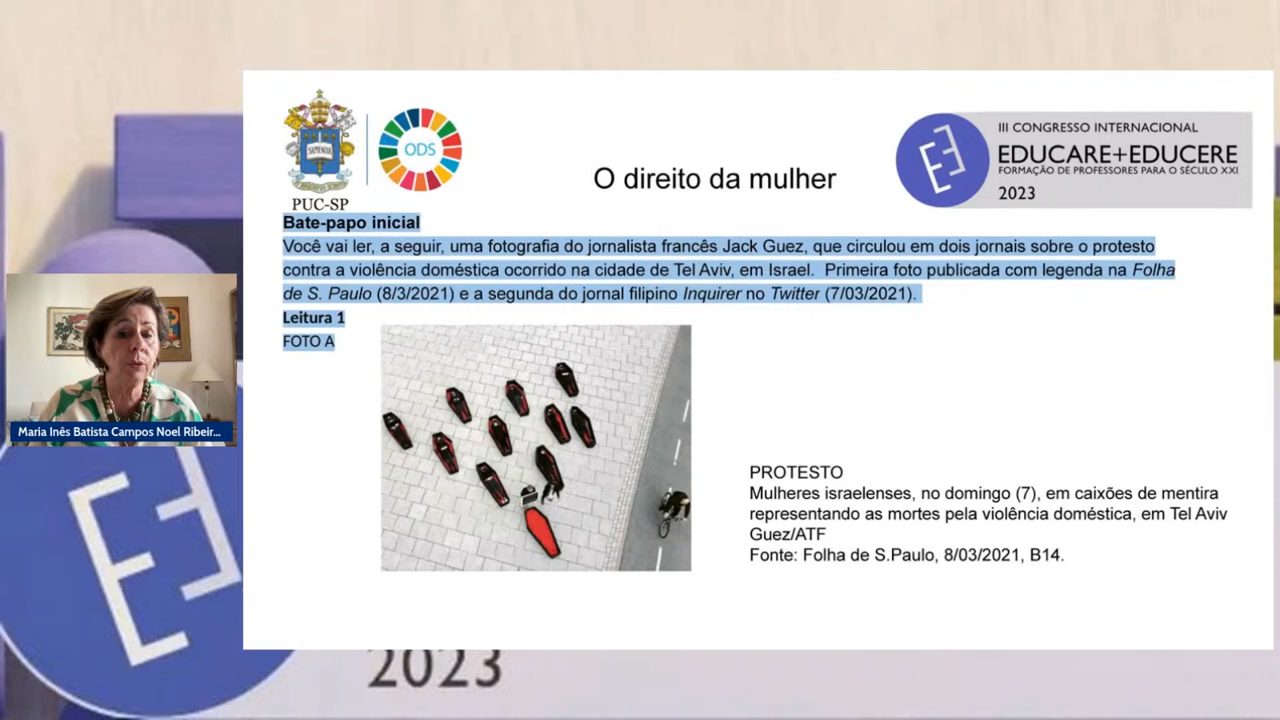 III CONGRESSO INTERNACIONAL
EDUCARE+EDUCERE
FORMAÇÃO DE PROFESSORES PARA O SÉCULO XXI
2023
ODS
SAPIENTIA
PUC-SP
O direito da mulher
Bate-papo inicial
Você vai ler, a seguir, uma fotografia do jornalista francês Jack Guez, que circulou em dois jornais sobre o protesto
contra a violência doméstica ocorrido na cidade de Tel Aviv, em Israel. Primeira foto publicada com legenda na Folha
de S. Paulo (8/3/2021) e a segunda do jornal filipino Inquirer no Twitter (7/03/2021).
Leitura 1
FOTO A
PROTESTO
Mulheres israelenses, no domingo (7), em caixões de mentira
representando as mortes pela violência doméstica, em Tel Aviv
Guez/ATF
Fonte: Folha de S.Paulo, 8/03/2021, B14.
Maria Inês Batista Campos Noel Ribeir...
2023